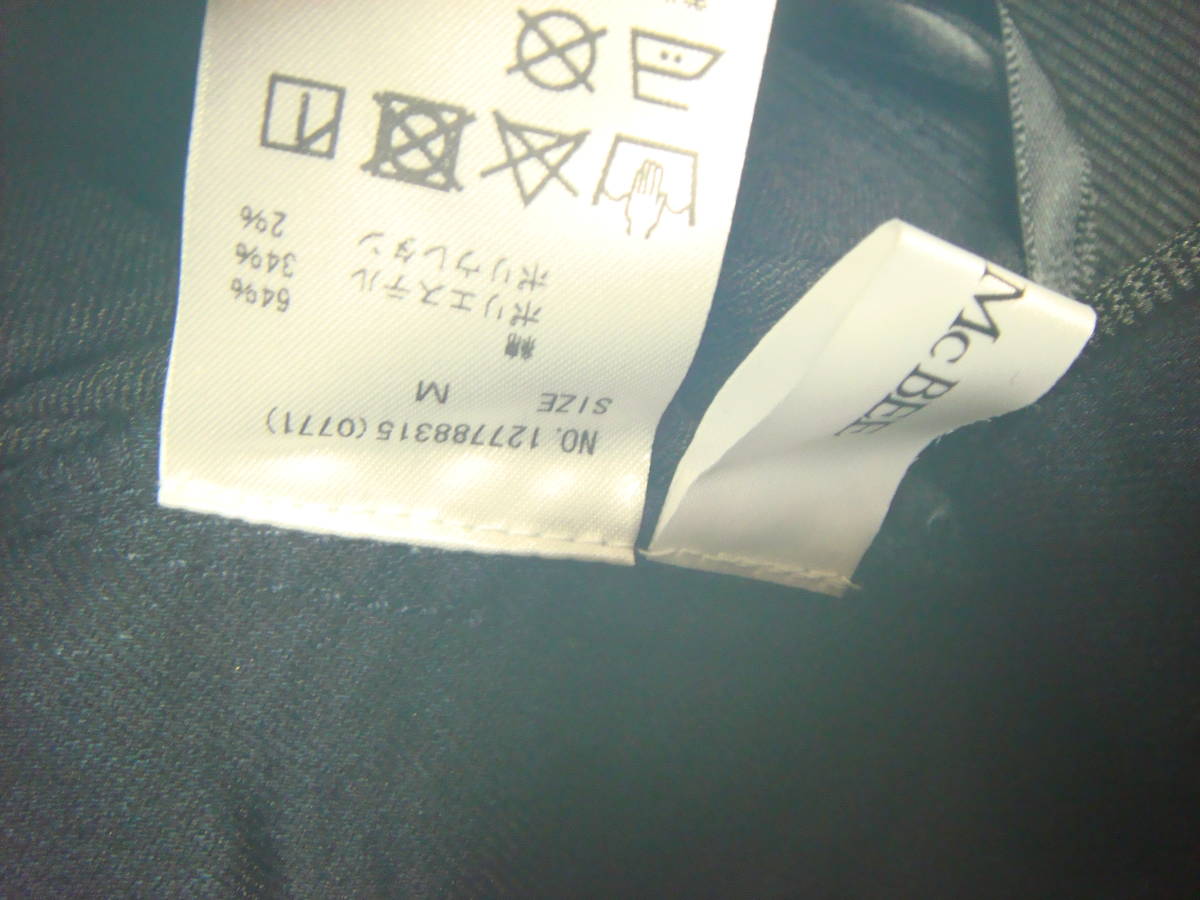 NO. 127788315(0771)
SIZE M
綿 64%
ポリエステル 34%
ポリウレタン 2%
McBEE